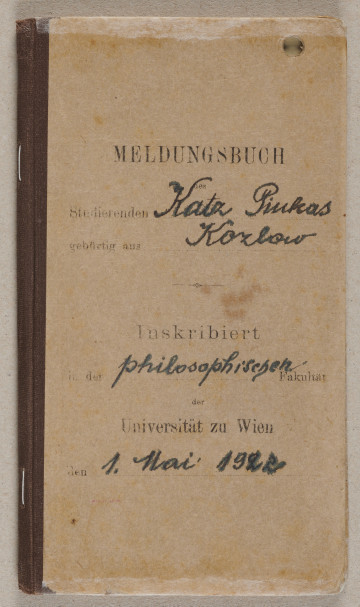 MELDUNGSBUCH
des
Studierenden Katz Pinkas
gebürtig aus Kozlow
Inskribiert
in der philosophischen Fakultät
der
Universität zu Wien
den 1. Mai 1922